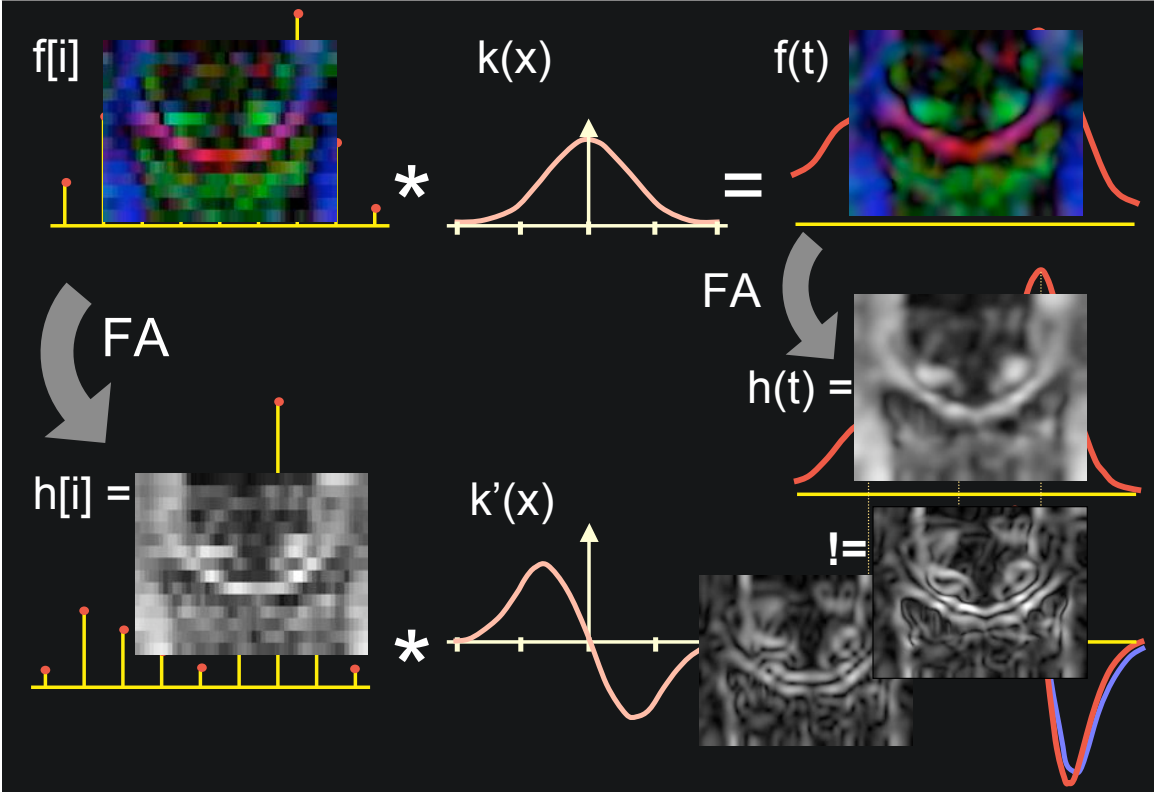 f[i]
k(x)
f(t)
*
=
FA
FA
h(t) =
h[i] =
k’(x)
!=
*